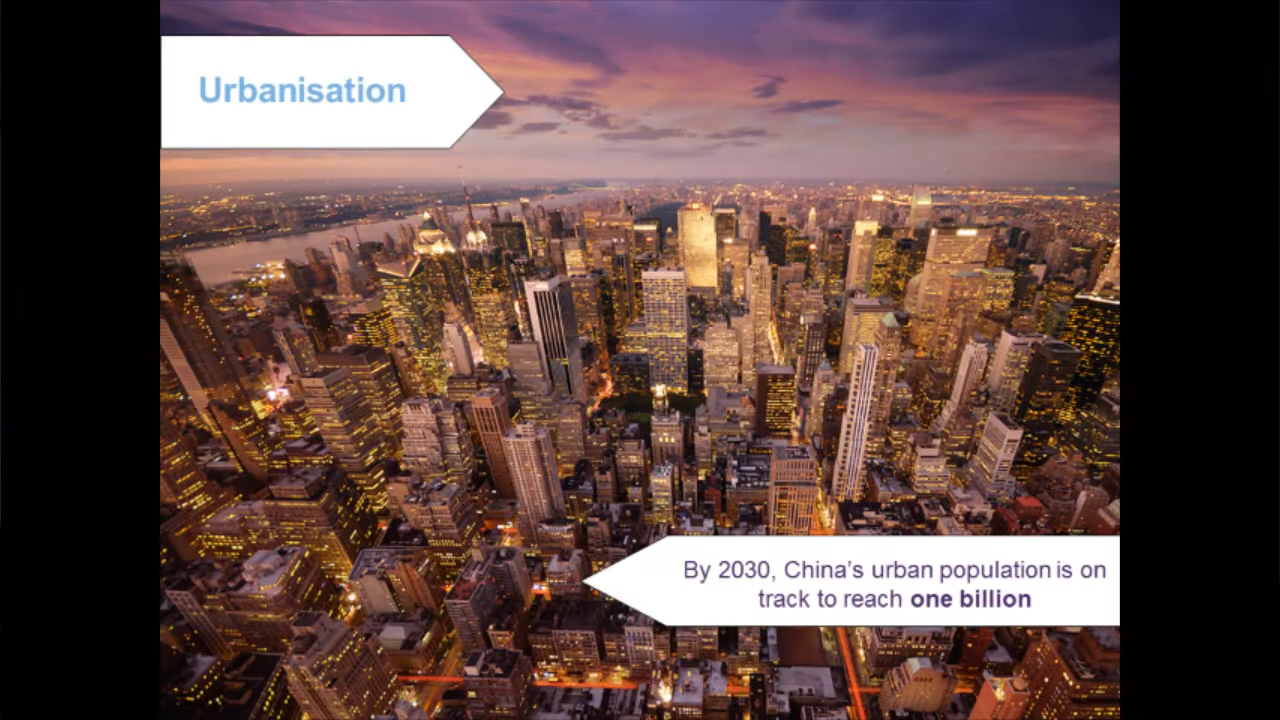 Urbanisation
By 2030, China’s urban population is on
track to reach one billion